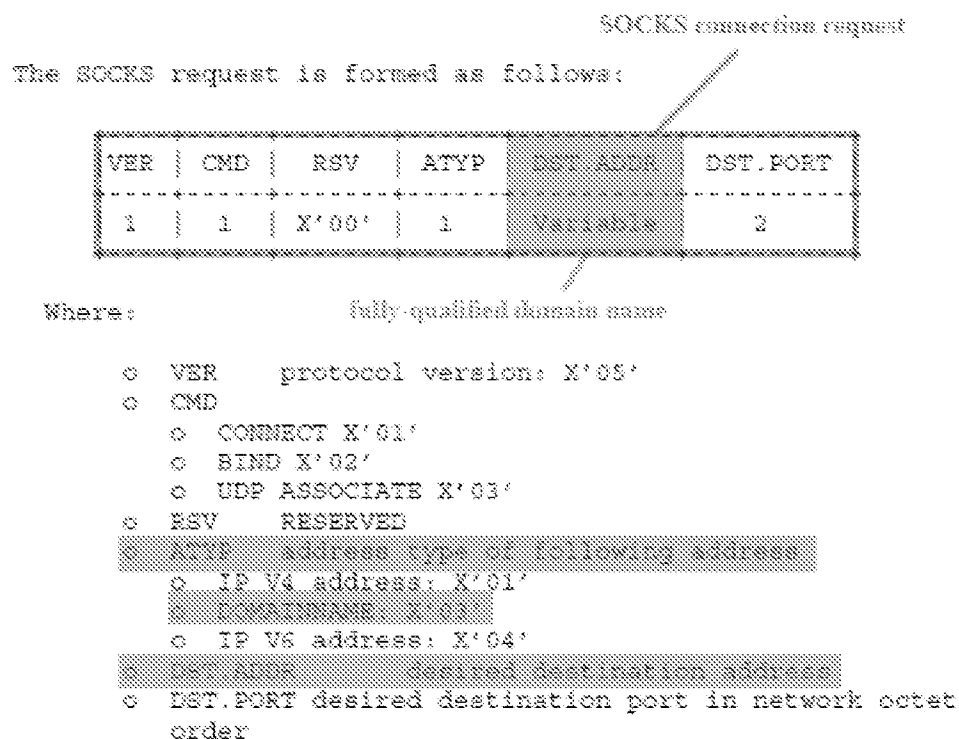 SOCKS connection request
The SOCKS request is formed as follows:
VER | CMD | RSV | ATYP | DST.ADDR | DST.PORT
1 | 1 | X'00' | 1 | Variable | 2
Where:
fully-qualified domain name
o VER protocol version: X'05'
o CMD
o CONNECT X'01'
o BIND X'02'
o UDP ASSOCIATE X'03'
o RSV RESERVED
o ATYP address type of following address
o IP V4 address: X'01'
o DOMAINNAME: X'03'
o IP V6 address: X'04'
o DST.ADDR desired destination address
o DST.PORT desired destination port in network octet
order